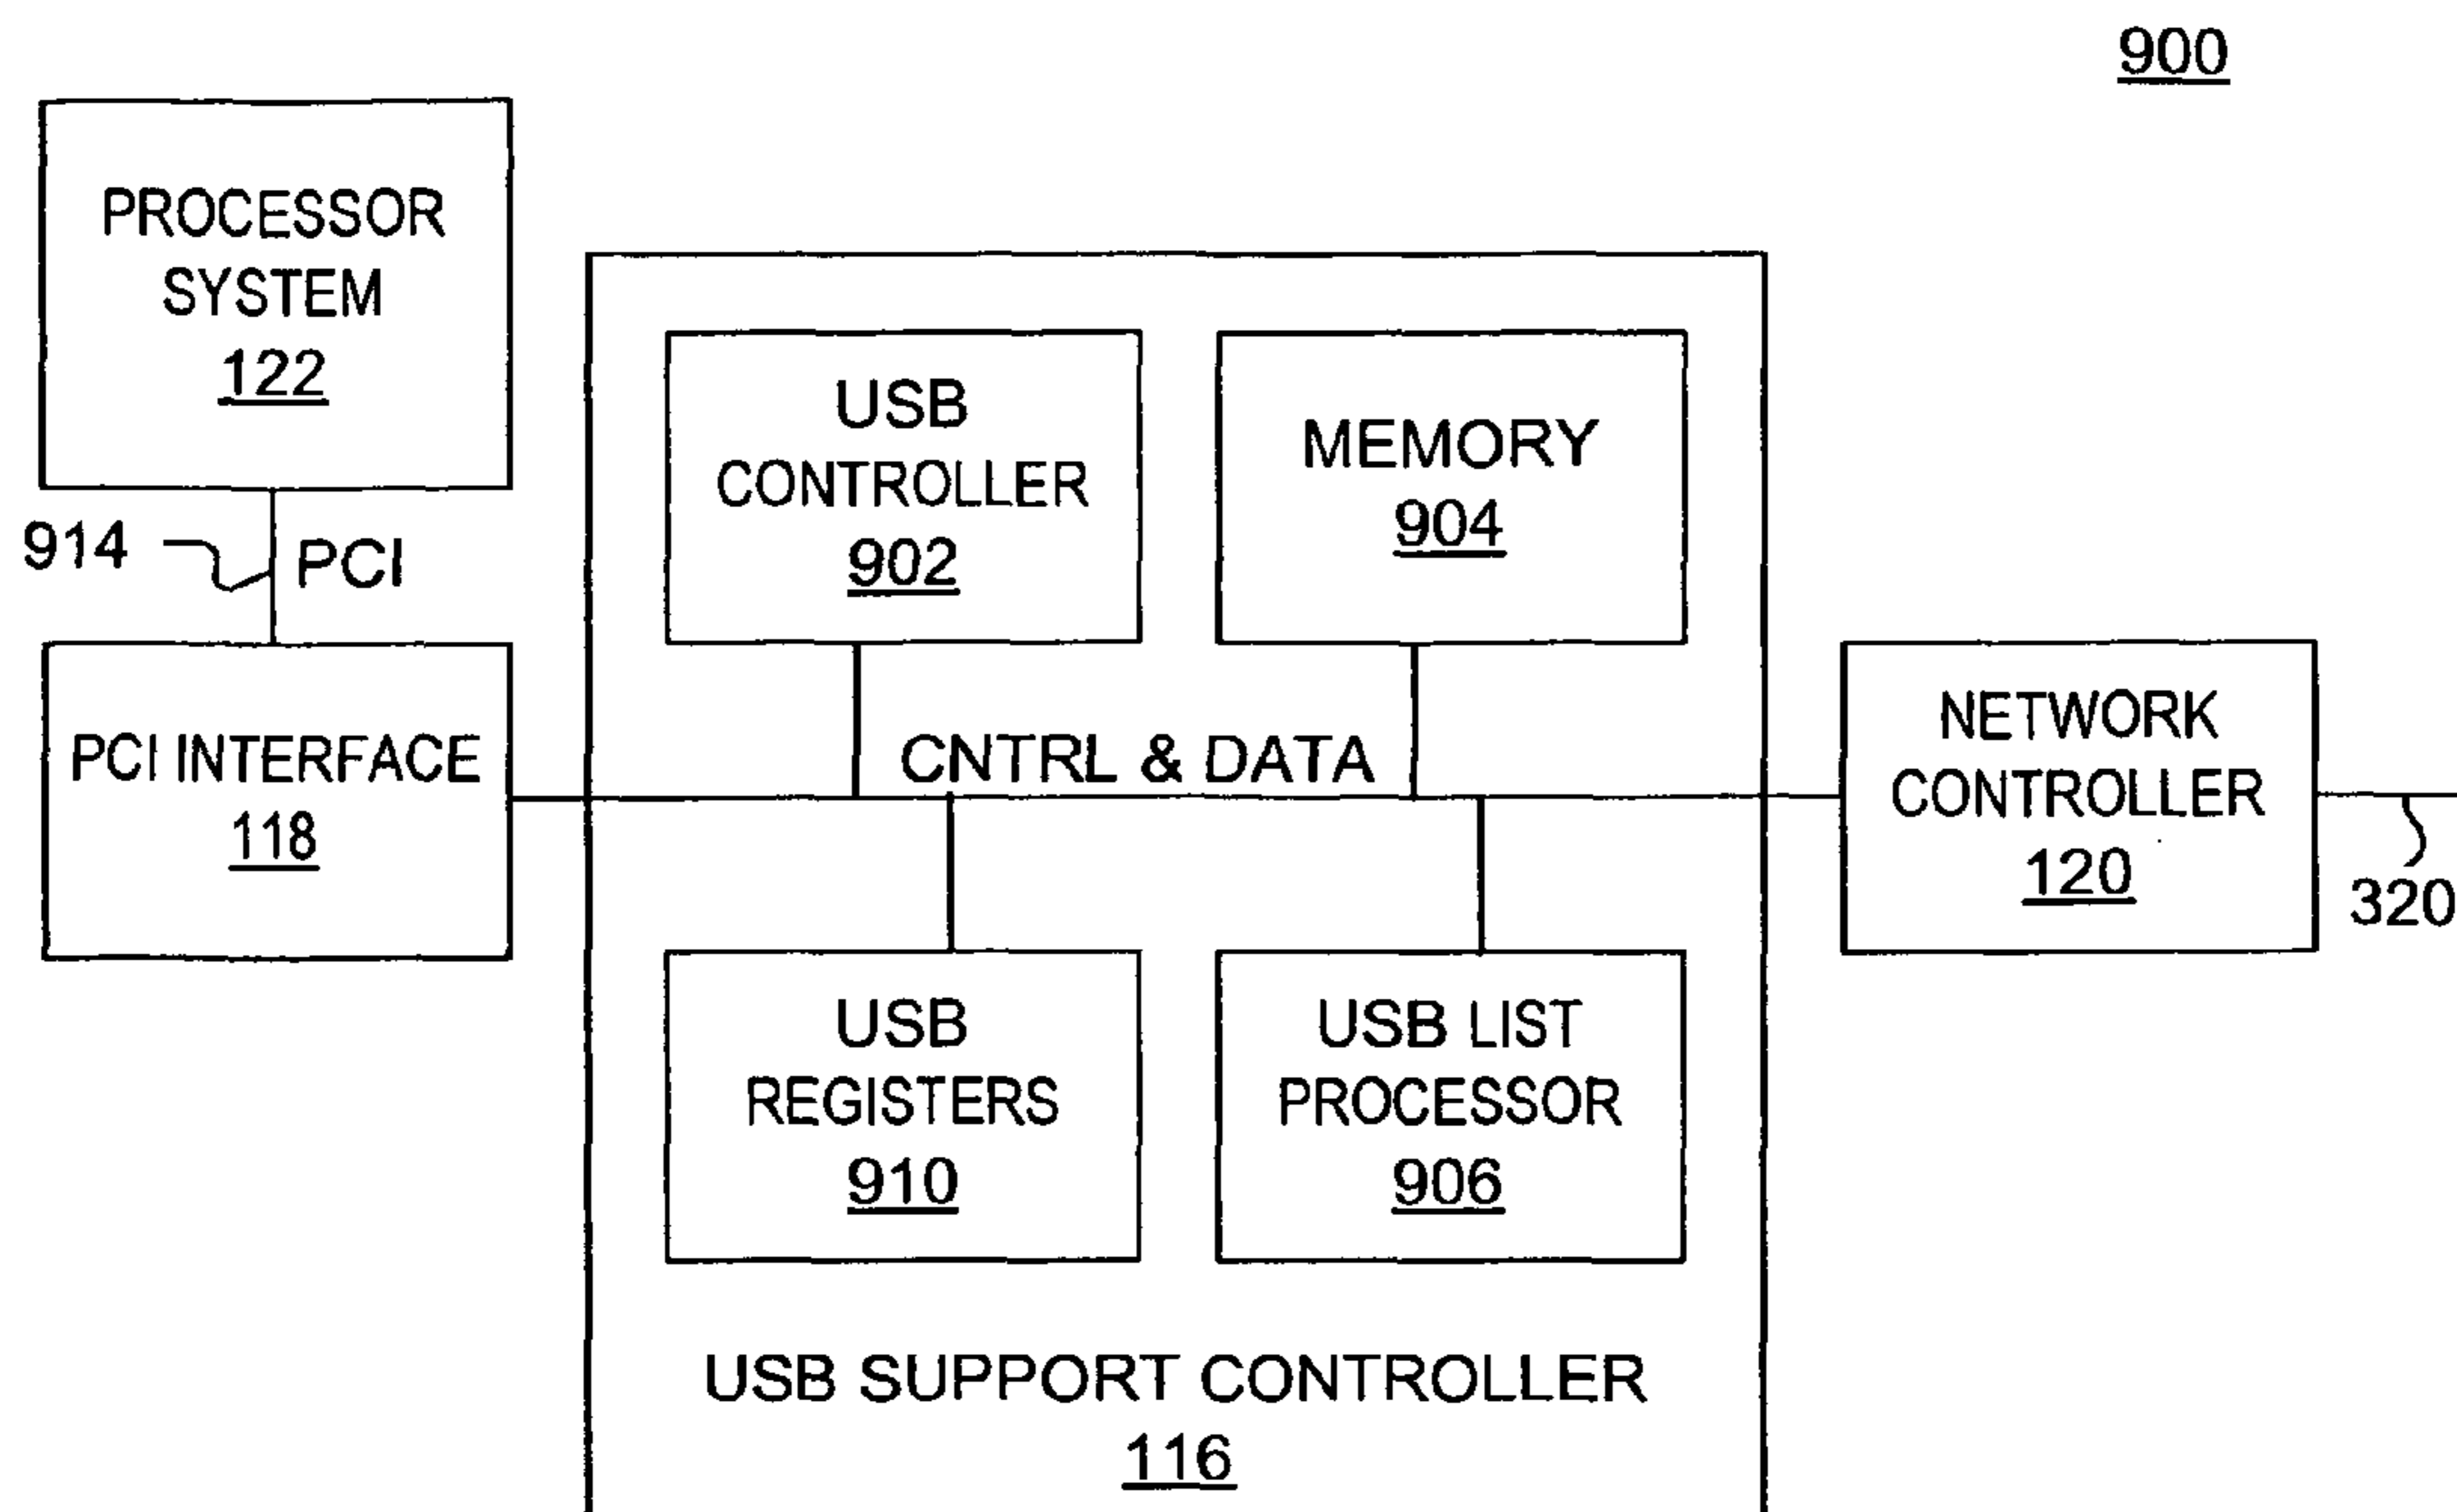 900
PROCESSOR
SYSTEM
122
914
PCI
PCI INTERFACE
118
USB
CONTROLLER
902
MEMORY
904
CNTRL & DATA
USB
REGISTERS
910
USB LIST
PROCESSOR
906
USB SUPPORT CONTROLLER
116
NETWORK
CONTROLLER
120
320